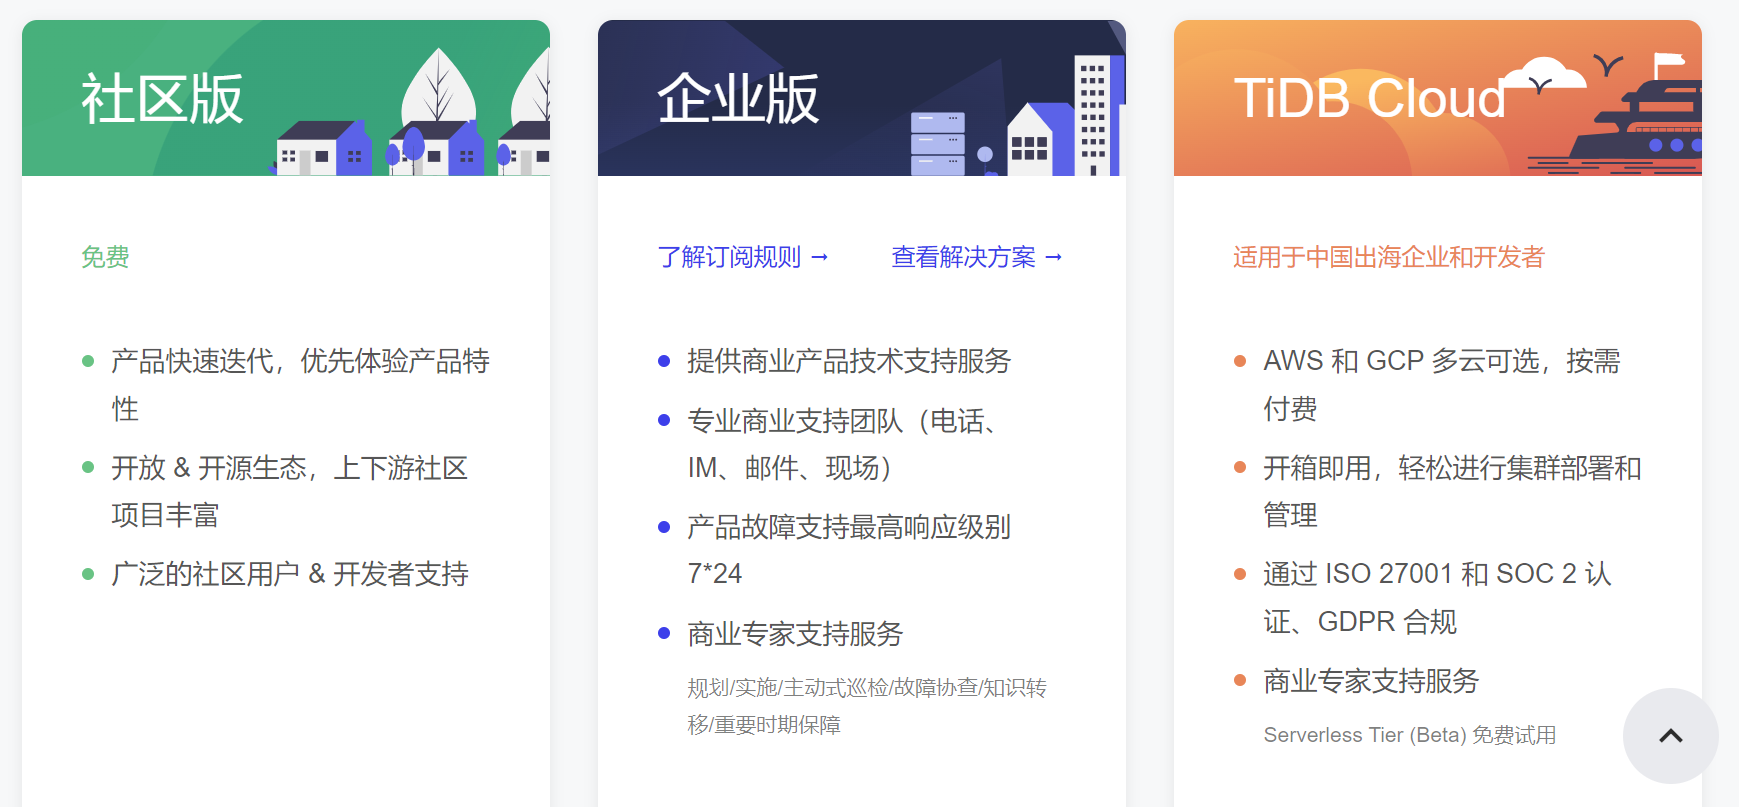 社区版
免费
产品快速迭代，优先体验产品特
性
开放 & 开源生态，上下游社区
项目丰富
广泛的社区用户 & 开发者支持
企业版
了解订阅规则 → 查看解决方案 →
提供商业产品技术支持服务
专业商业支持团队（电话、
IM、邮件、现场）
产品故障支持最高响应级别
7*24
商业专家支持服务
规划/实施/主动式巡检/故障协查/知识转
移/重要时期保障
TiDB Cloud
适用于中国出海企业和开发者
AWS 和 GCP 多云可选，按需
付费
开箱即用，轻松进行集群部署和
管理
通过 ISO 27001 和 SOC 2 认
证、GDPR 合规
商业专家支持服务
Serverless Tier (Beta) 免费试用